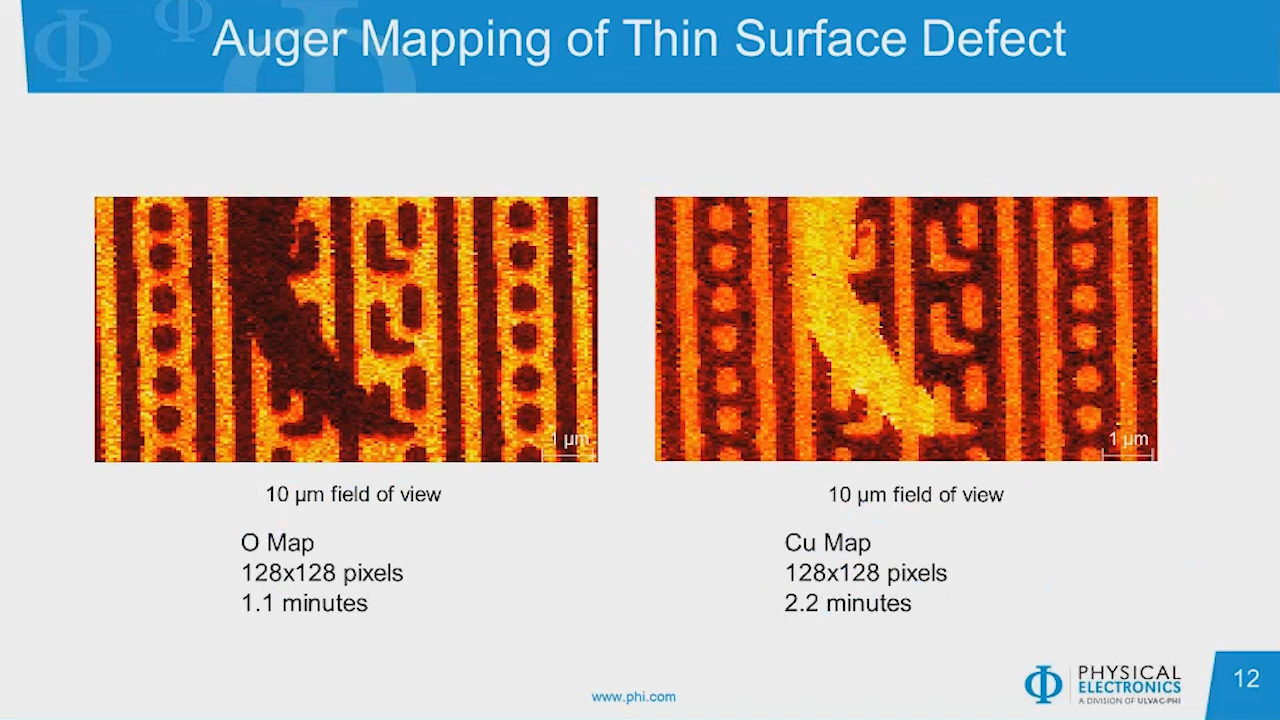 Auger Mapping of Thin Surface Defect
1 µm
1 µm
10 µm field of view
10 µm field of view
O Map
128x128 pixels
1.1 minutes
Cu Map
128x128 pixels
2.2 minutes
www.phi.com
PHYSICAL
ELECTRONICS
A DIVISION OF ULVAC-PHI
12